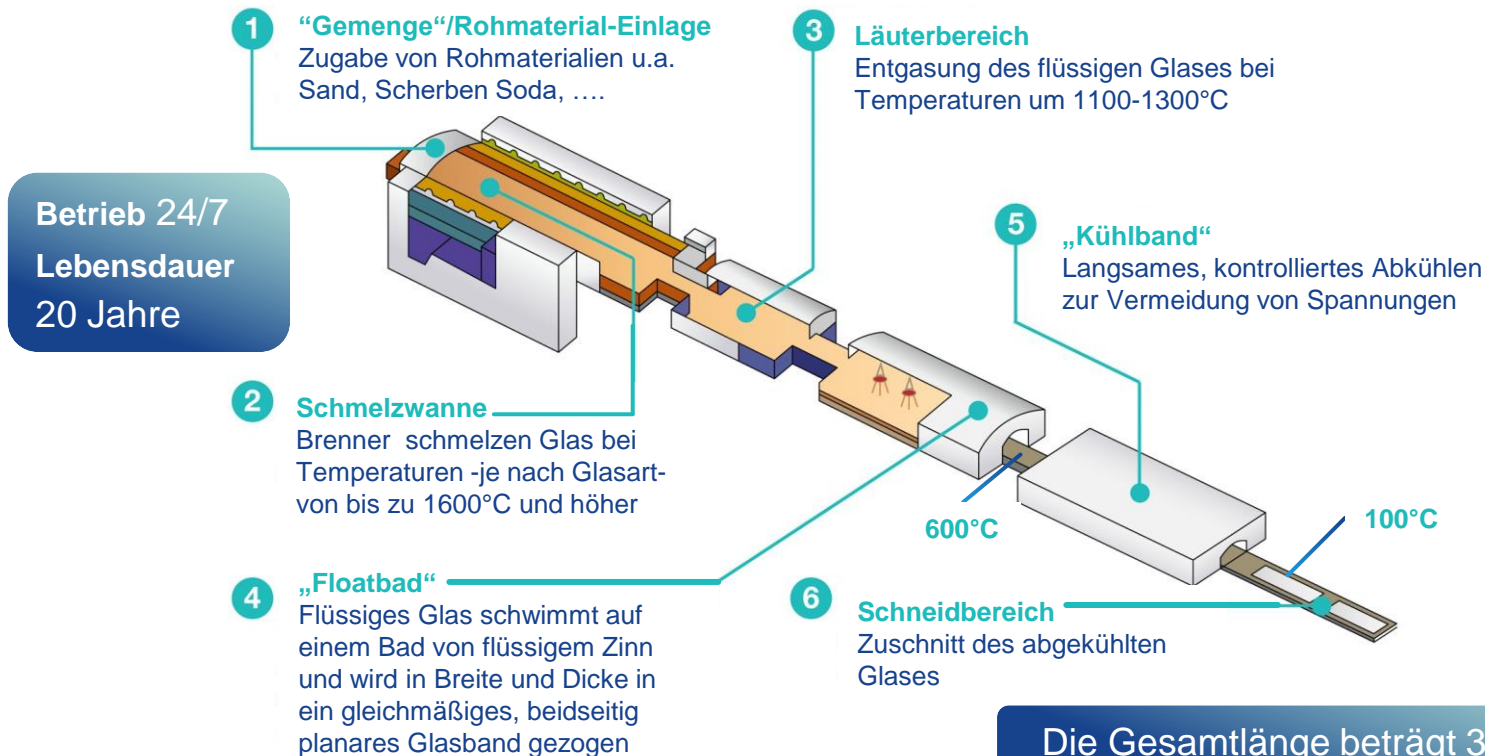 1
“Gemenge“/Rohmaterial-Einlage
Zugabe von Rohmaterialien u.a.
Sand, Scherben Soda, ….
3
Läuterbereich
Entgasung des flüssigen Glases bei
Temperaturen um 1100-1300°C
Betrieb 24/7
Lebensdauer
20 Jahre
5
„Kühlband“
Langsames, kontrolliertes Abkühlen
zur Vermeidung von Spannungen
2
Schmelzwanne
Brenner schmelzen Glas bei
Temperaturen -je nach Glasart-
von bis zu 1600°C und höher
600°C
100°C
4
„Floatbad“
Flüssiges Glas schwimmt auf
einem Bad von flüssigem Zinn
und wird in Breite und Dicke in
ein gleichmäßiges, beidseitig
planares Glasband gezogen
6
Schneidbereich
Zuschnitt des abgekühlten
Glases
Die Gesamtlänge beträgt